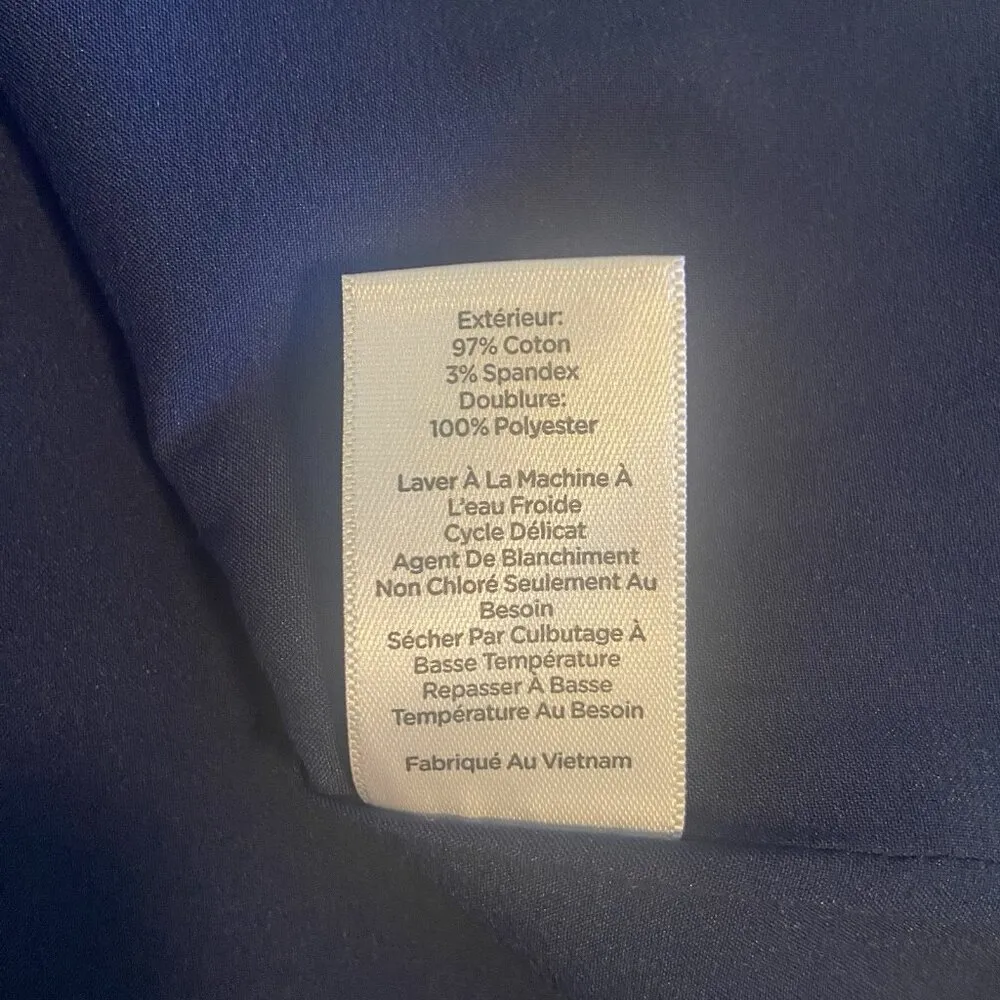 Extérieur:
97% Coton
3% Spandex
Doublure:
100% Polyester
Laver À La Machine À
L'eau Froide
Cycle Délicat
Agent De Blanchiment
Non Chloré Seulement Au
Besoin
Sécher Par Culbutage À
Basse Température
Repasser À Basse
Température Au Besoin
Fabriqué Au Vietnam